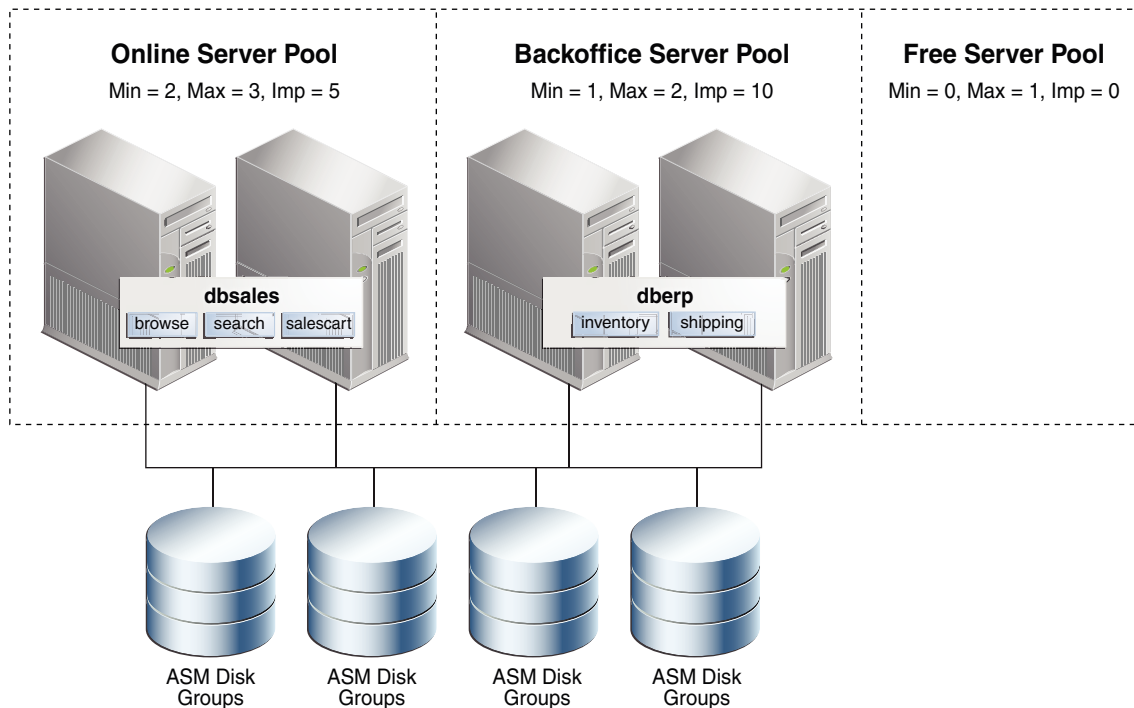 Online Server Pool
Min = 2, Max = 3, Imp = 5
Backoffice Server Pool
Min = 1, Max = 2, Imp = 10
Free Server Pool
Min = 0, Max = 1, Imp = 0
dbsales
browse
search
salescart
dberp
inventory
shipping
ASM Disk
Groups
ASM Disk
Groups
ASM Disk
Groups
ASM Disk
Groups